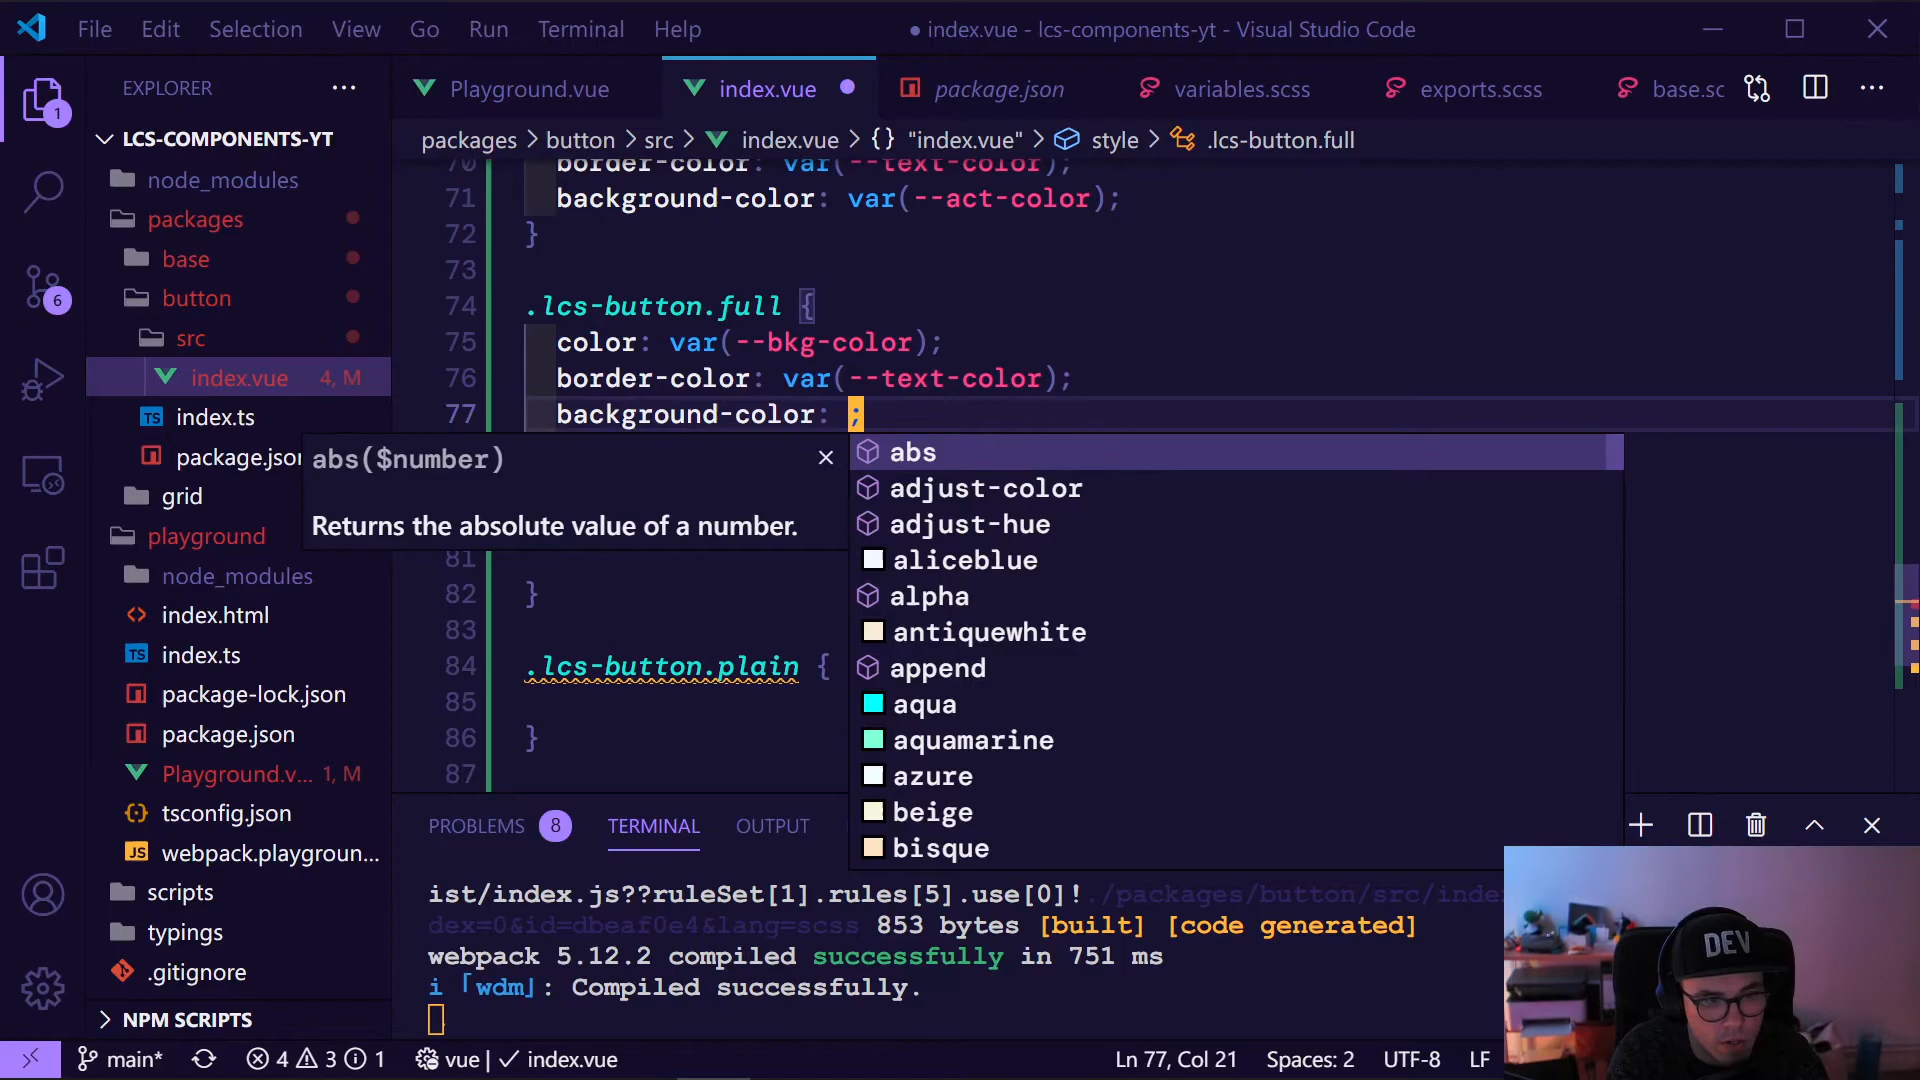 File Edit Selection View Go Run Terminal Help
● index.vue - lcs-components-yt - Visual Studio Code
EXPLORER
Playground.vue
index.vue
package.json
variables.scss
exports.scss
base.sc
packages > button > src > index.vue > {} "index.vue" > style > .lcs-button.full
LCS-COMPONENTS-YT
node_modules
packages
base
button
src
index.vue 4, M
index.ts
package.jso
grid
playground
node_modules
index.html
index.ts
package-lock.json
package.json
Playground.v... 1, M
tsconfig.json
webpack.playgroun...
scripts
typings
.gitignore
NPM SCRIPTS
1
6
70 border-color: var(--text-color);
71 background-color: var(--act-color);
72 }
73
74 .lcs-button.full {
75 color: var(--bkg-color);
76 border-color: var(--text-color);
77 background-color: ;
81
82 }
83
84 .lcs-button.plain {
85
86 }
87
abs($number)
Returns the absolute value of a number.
abs
adjust-color
adjust-hue
aliceblue
alpha
antiquewhite
append
aqua
aquamarine
azure
beige
bisque
PROBLEMS 8 TERMINAL OUTPUT
ist/index.js??ruleSet[1].rules[5].use[0]!./packages/button/src/inde
dex=0&id=dbeaf0e4&lang=scss 853 bytes [built] [code generated]
webpack 5.12.2 compiled successfully in 751 ms
i ｢wdm｣: Compiled successfully.
DEV
main* 4 3 1 vue | ✓ index.vue
Ln 77, Col 21 Spaces: 2 UTF-8 LF